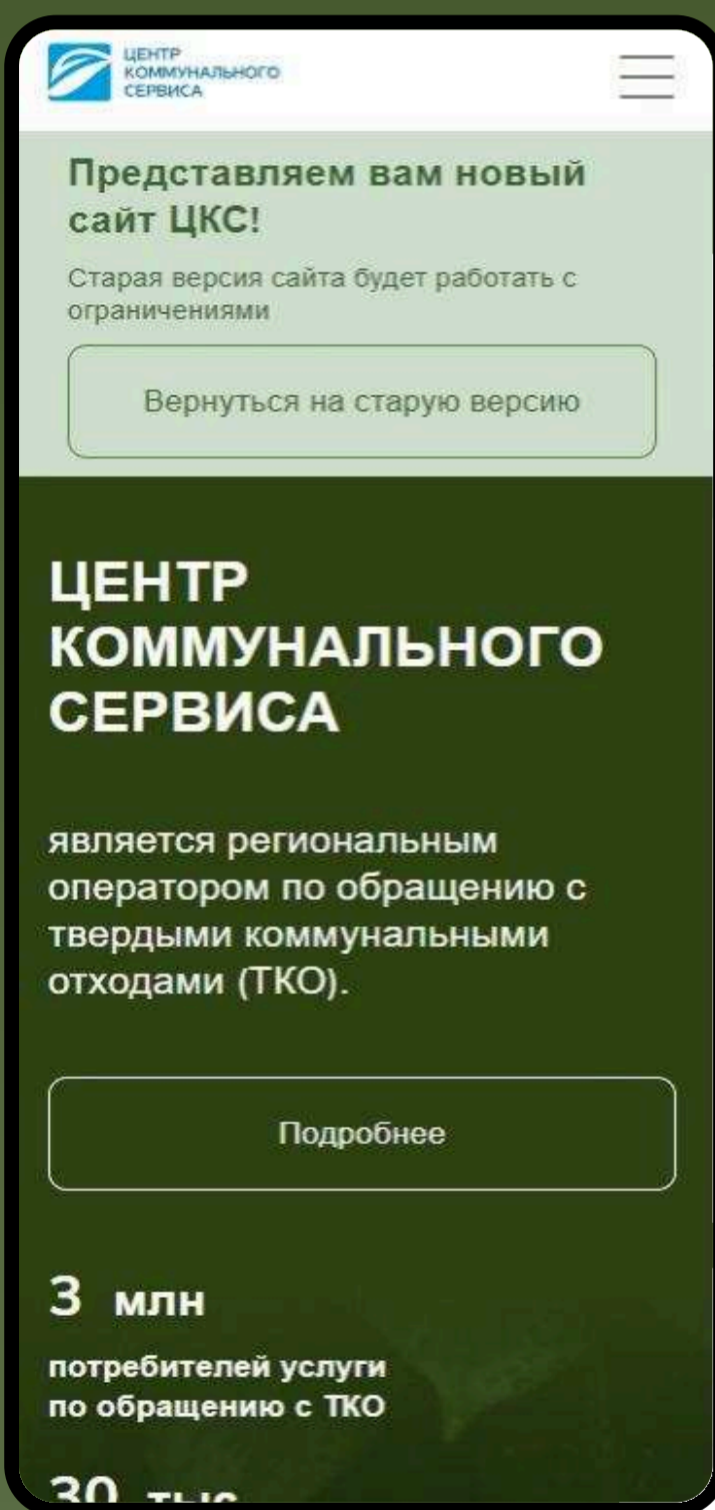 ЦЕНТР
КОММУНАЛЬНОГО
СЕРВИСА
Представляем вам новый
сайт ЦКС!
Старая версия сайта будет работать с
ограничениями
Вернуться на старую версию
ЦЕНТР
КОММУНАЛЬНОГО
СЕРВИСА
является региональным
оператором по обращению с
твердыми коммунальными
отходами (ТКО).
Подробнее
3 млн
потребителей услуги
по обращению с ТКО
30 тыс